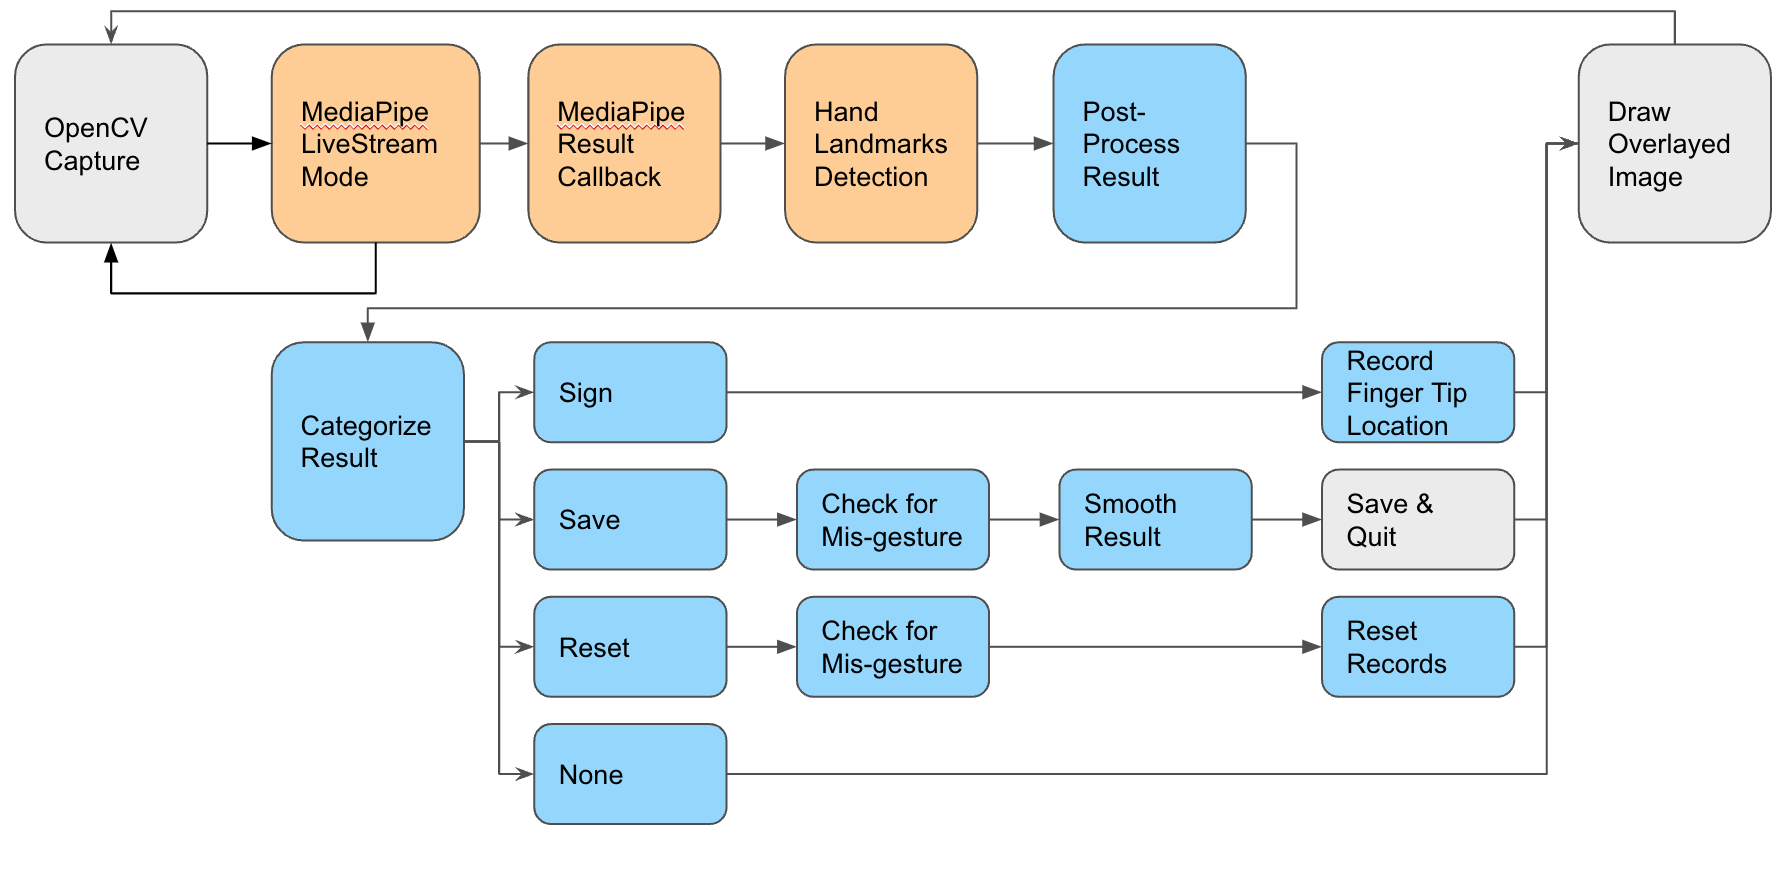 OpenCV
Capture
MediaPipe
LiveStream
Mode
MediaPipe
Result
Callback
Hand
Landmarks
Detection
Post-
Process
Result
Draw
Overlayed
Image
Categorize
Result
Sign
Record
Finger Tip
Location
Save
Check for
Mis-gesture
Smooth
Result
Save &
Quit
Reset
Check for
Mis-gesture
Reset
Records
None